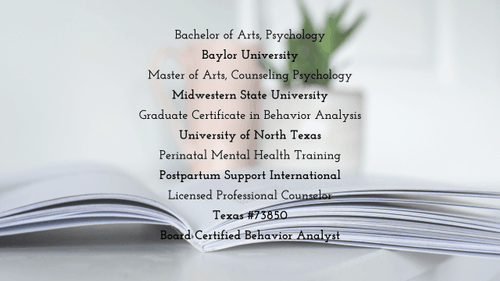 Bachelor of Arts, Psychology
Baylor University
Master of Arts, Counseling Psychology
Midwestern State University
Graduate Certificate in Behavior Analysis
University of North Texas
Perinatal Mental Health Training
Postpartum Support International
Licensed Professional Counselor
Texas #73850
Board Certified Behavior Analyst